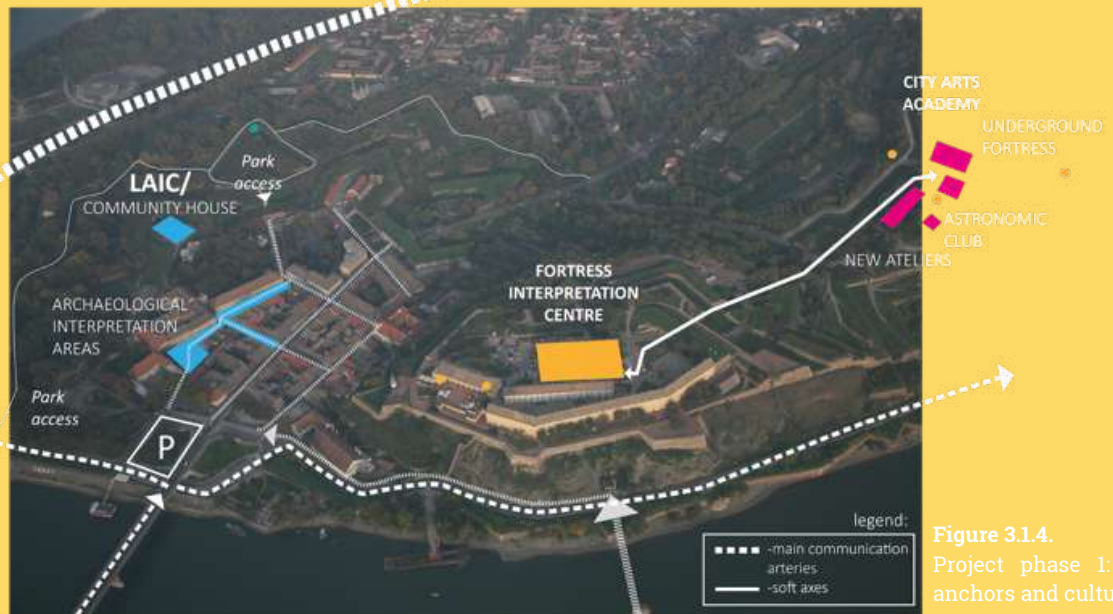 CITY ARTS
ACADEMY
UNDERGROUND
FORTRESS
Park
access
LAIC/
COMMUNITY HOUSE
ASTRONOMIC
CLUB
NEW ATELIERS
FORTRESS
INTERPRETATION
CENTRE
ARCHAEOLOGICAL
INTERPRETATION
AREAS
Park
access
P
legend:
-main communication
arteries
-soft axes
Figure 3.1.4.
Project phase 1:
anchors and cultu